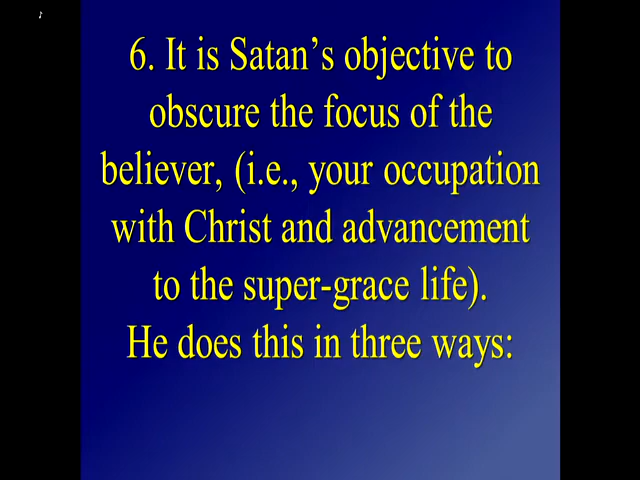 6. It is Satan’s objective to
obscure the focus of the
believer, (i.e., your occupation
with Christ and advancement
to the super-grace life).
He does this in three ways: